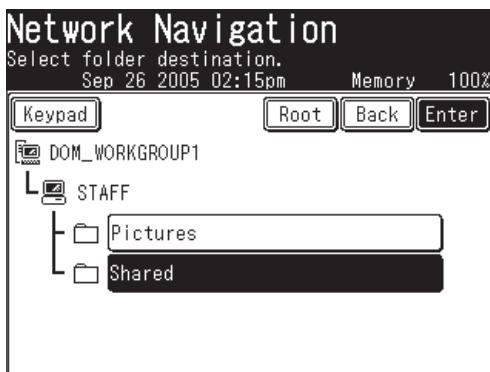 Network Navigation
Select folder destination.
Sep 26 2005 02:15pm Memory 100%
Keypad Root Back Enter
DOM_WORKGROUP1
STAFF
Pictures
Shared